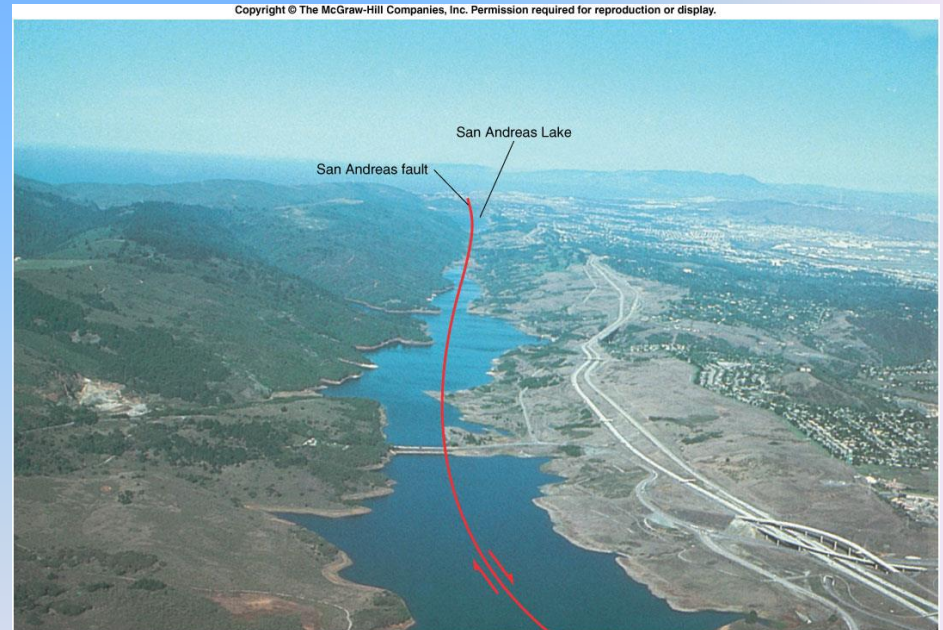 Copyright © The McGraw-Hill Companies, Inc. Permission required for reproduction or display.
San Andreas Lake
San Andreas fault